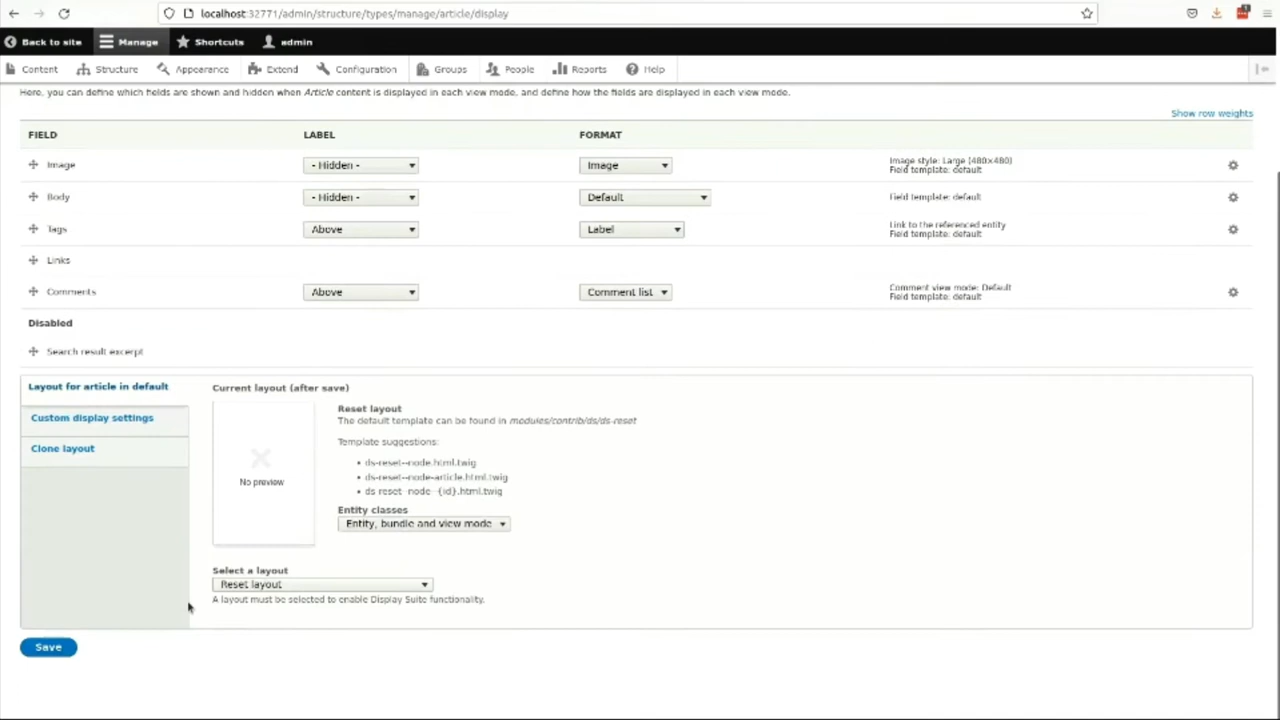 localhost:32771/admin/structure/types/manage/article/display
Back to site Manage Shortcuts admin
Content Structure Appearance Extend Configuration Groups People Reports Help
Here, you can define which fields are shown and hidden when Article content is displayed in each view mode, and define how the fields are displayed in each view mode.
Show row weights
FIELD LABEL FORMAT
Image - Hidden - Image Image style: Large (480×480)
Field template: default
Body - Hidden - Default Field template: default
Tags Above Label Link to the referenced entity
Field template: default
Links
Comments Above Comment list Comment view mode: Default
Field template: default
Disabled
Search result excerpt
Layout for article in default
Custom display settings
Clone layout
Current layout (after save)
No preview
Reset layout
The default template can be found in modules/contrib/ds/ds-reset
Template suggestions:
• ds-reset--node.html.twig
• ds-reset--node-article.html.twig
• ds-reset--node--{id}.html.twig
Entity classes
Entity, bundle and view mode
Select a layout
Reset layout
A layout must be selected to enable Display Suite functionality.
Save